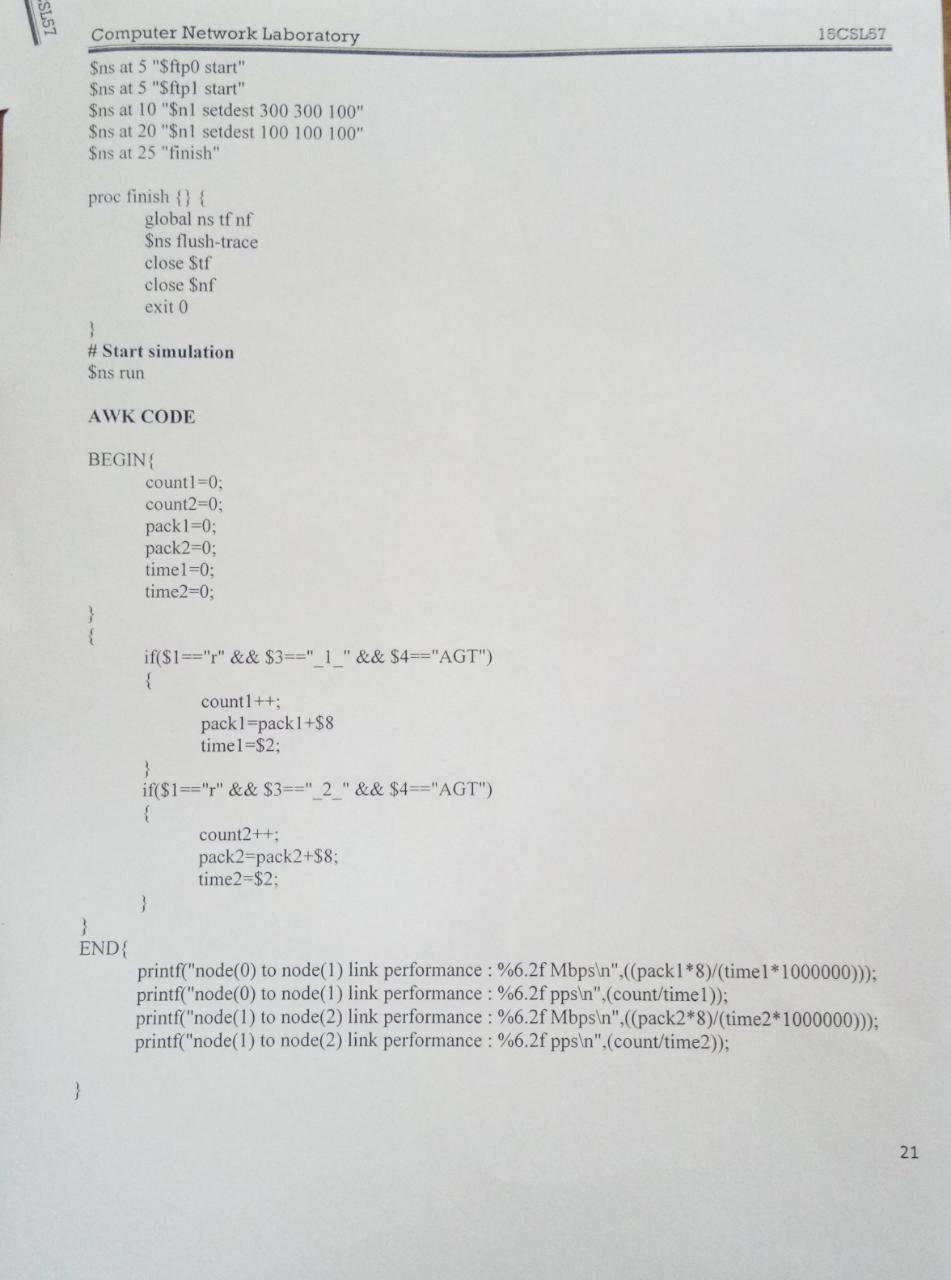 CSL57
Computer Network Laboratory 15CSL57
$ns at 5 "$ftp0 start"
$ns at 5 "$ftp1 start"
$ns at 10 "$n1 setdest 300 300 100"
$ns at 20 "$n1 setdest 100 100 100"
$ns at 25 "finish"
proc finish {} {
global ns tf nf
$ns flush-trace
close $tf
close $nf
exit 0
}
# Start simulation
$ns run
AWK CODE
BEGIN{
count1=0;
count2=0;
pack1=0;
pack2=0;
time1=0;
time2=0;
}
{
if($1=="r" && $3=="_1_" && $4=="AGT")
{
count1++;
pack1=pack1+$8
time1=$2;
}
if($1=="r" && $3=="_2_" && $4=="AGT")
{
count2++;
pack2=pack2+$8;
time2=$2;
}
}
END{
printf("node(0) to node(1) link performance : %6.2f Mbps\n",((pack1*8)/(time1*1000000)));
printf("node(0) to node(1) link performance : %6.2f pps\n",(count/time1));
printf("node(1) to node(2) link performance : %6.2f Mbps\n",((pack2*8)/(time2*1000000)));
printf("node(1) to node(2) link performance : %6.2f pps\n",(count/time2));
}
21